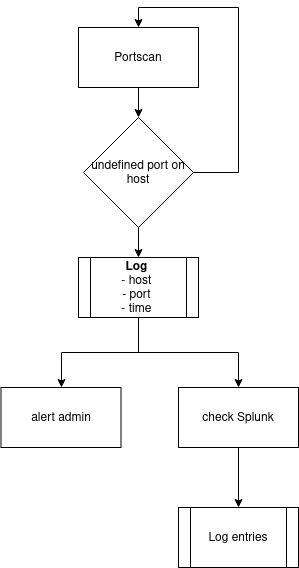 Portscan
undefined port on
host
Log
- host
- port
- time
alert admin
check Splunk
Log entries